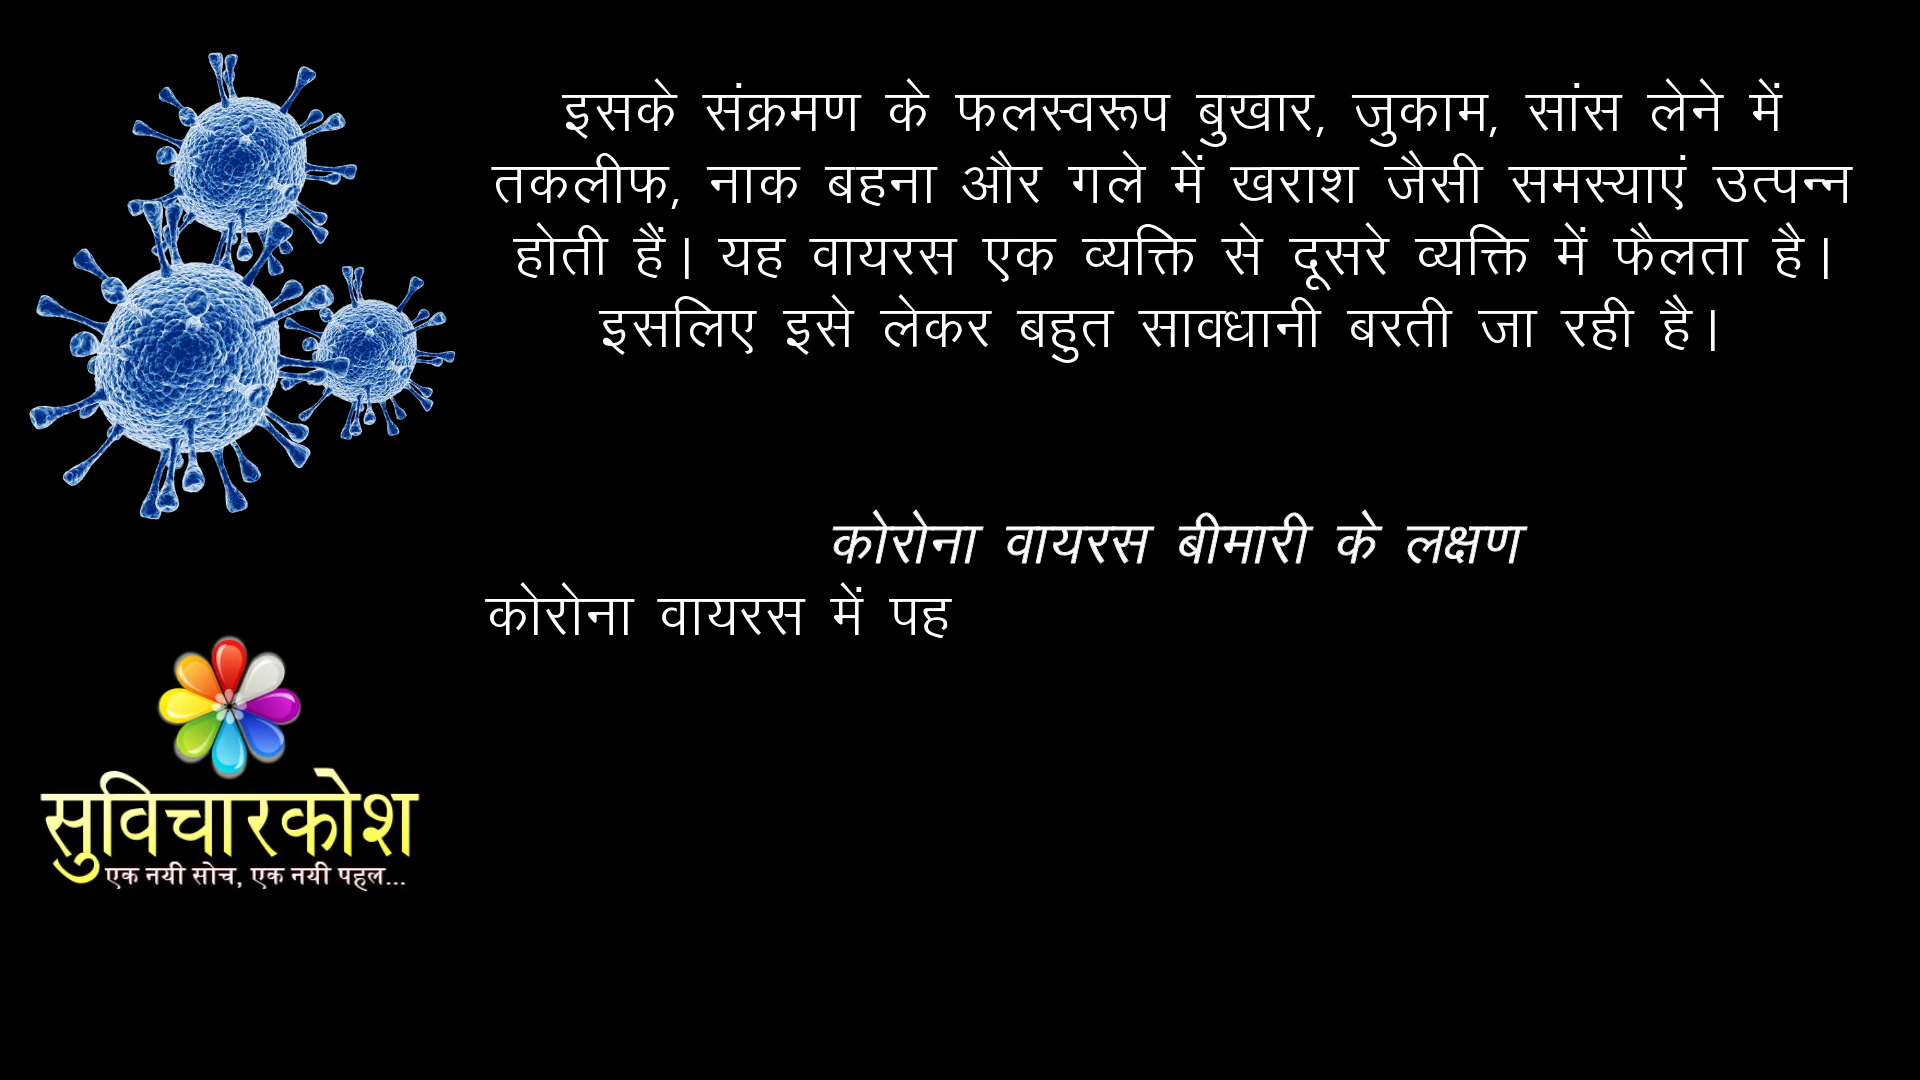 इसके संक्रमण के फलस्वरूप बुखार, जुकाम, सांस लेने में
तकलीफ, नाक बहना और गले में खराश जैसी समस्याएं उत्पन्न
होती हैं। यह वायरस एक व्यक्ति से दूसरे व्यक्ति में फैलता है।
इसलिए इसे लेकर बहुत सावधानी बरती जा रही है।
कोरोना वायरस बीमारी के लक्षण
कोरोना वायरस में पह
सुविचारकोश
एक नयी सोच, एक नयी पहल...